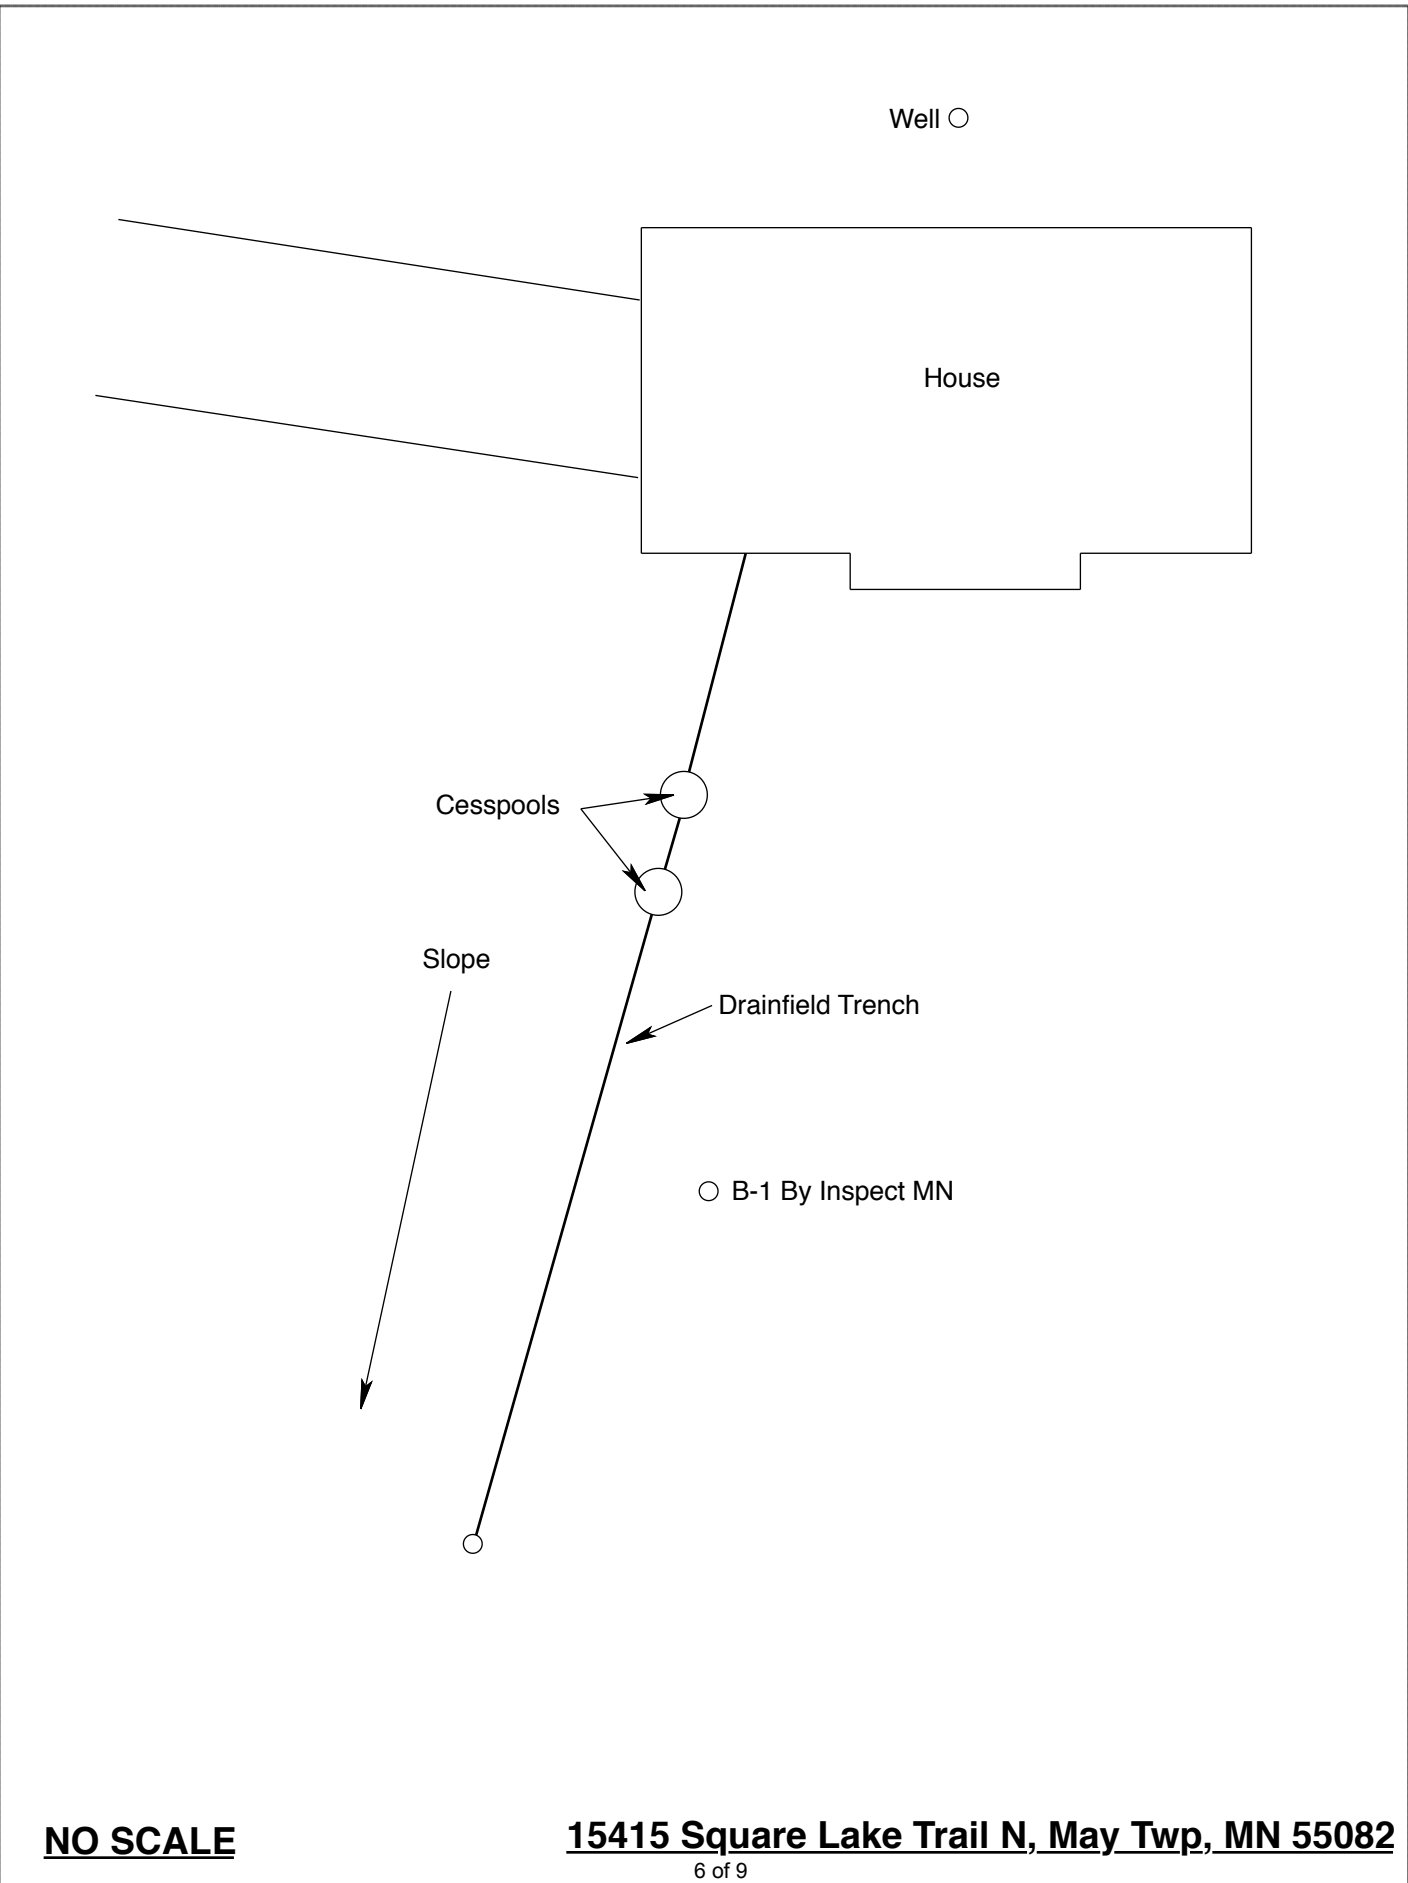 Well
House
Cesspools
Slope
Drainfield Trench
B-1 By Inspect MN
NO SCALE
15415 Square Lake Trail N, May Twp, MN 55082
6 of 9